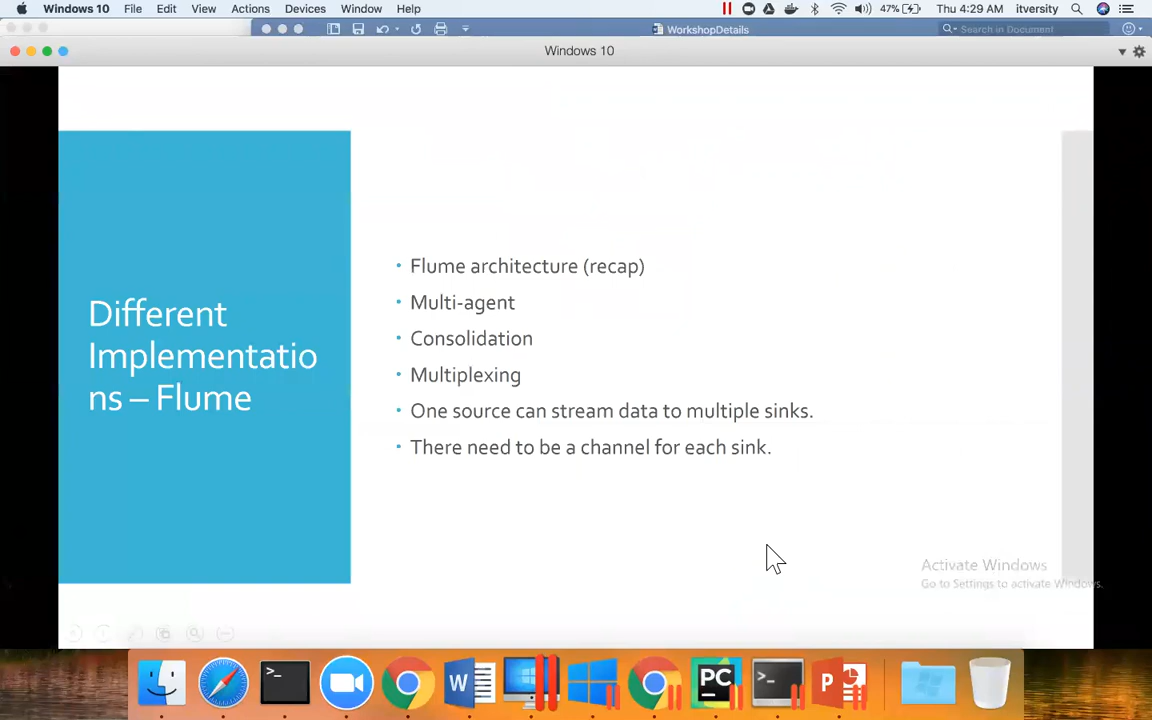 Windows 10 File Edit View Actions Devices Window Help 47% Thu 4:29 AM itversity
WorkshopDetails Search in Document
Windows 10
Different
Implementatio
ns – Flume
• Flume architecture (recap)
• Multi-agent
• Consolidation
• Multiplexing
• One source can stream data to multiple sinks.
• There need to be a channel for each sink.
Activate Windows
Go to Settings to activate Windows.
>_ W PC >_ P